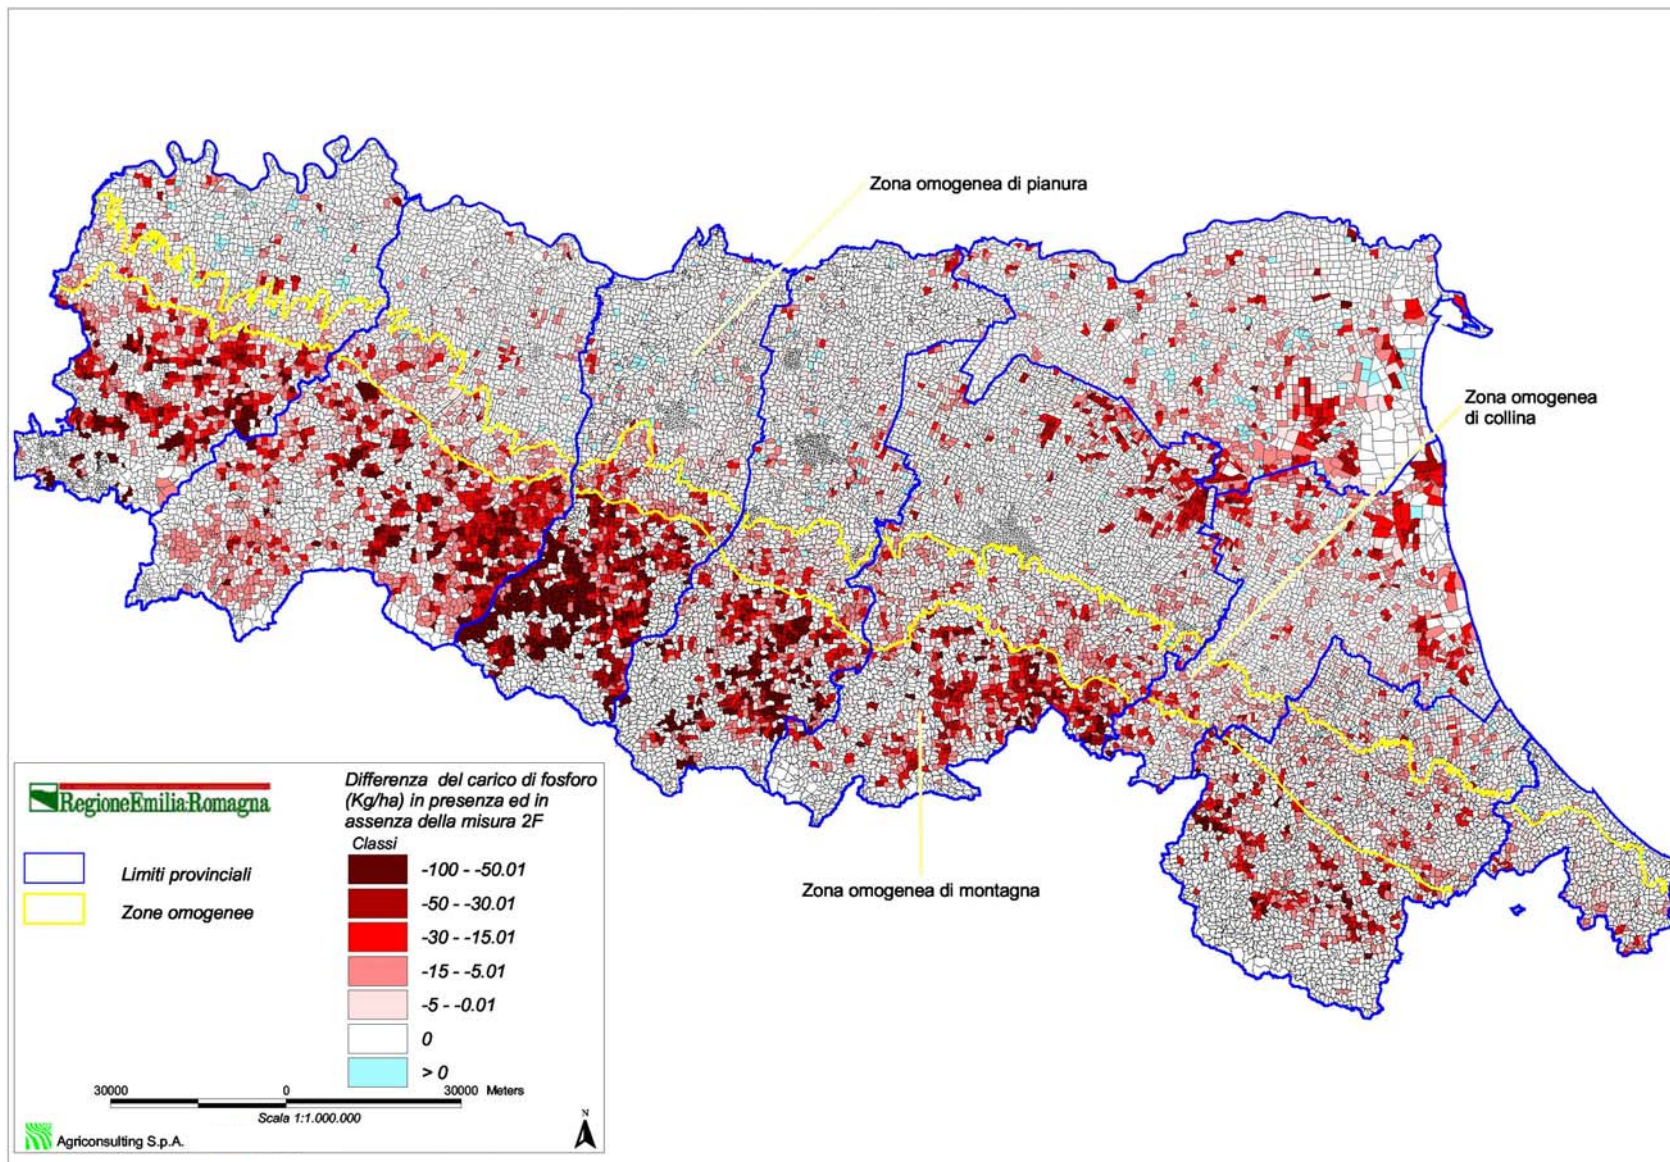 Zona omogenea di pianura
Zona omogenea
di collina
Zona omogenea di montagna
RegioneEmilia-Romagna
Limiti provinciali
Zone omogenee
Differenza del carico di fosforo
(Kg/ha) in presenza ed in
assenza della misura 2F
Classi
-100 - -50.01
-50 - -30.01
-30 - -15.01
-15 - -5.01
-5 - -0.01
0
> 0
30000 0 30000 Meters
Scala 1:1.000.000
N
Agriconsulting S.p.A.